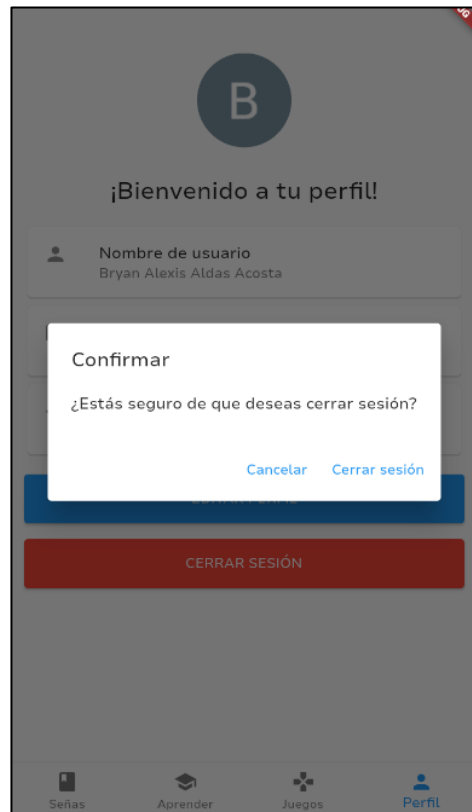 B
¡Bienvenido a tu perfil!
Nombre de usuario
Bryan Alexis Aldas Acosta
Confirmar
¿Estás seguro de que deseas cerrar sesión?
Cancelar Cerrar sesión
CERRAR SESIÓN
Señas Aprender Juegos Perfil